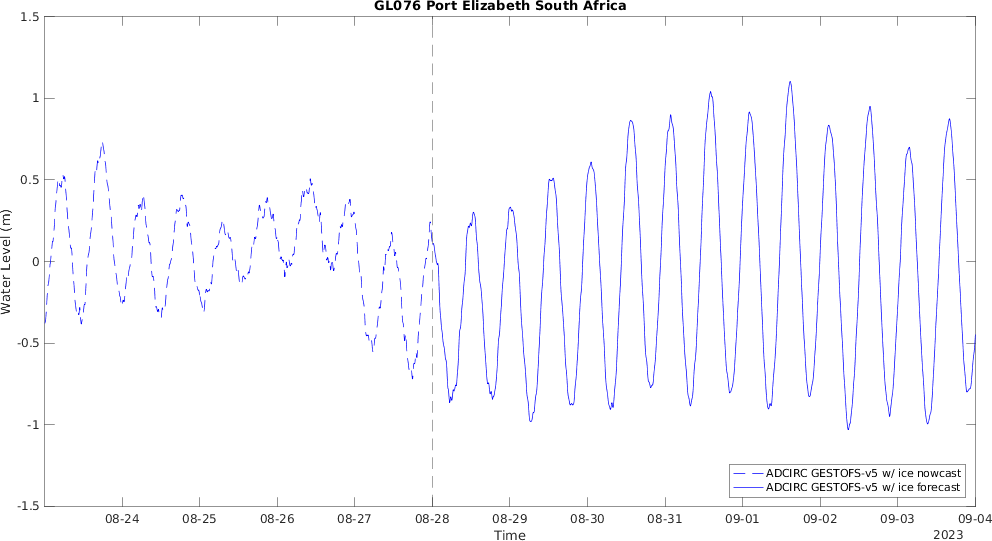 GL076 Port Elizabeth South Africa
1.5
1
0.5
0
-0.5
-1
-1.5
Water Level (m)
08-24 08-25 08-26 08-27 08-28 08-29 08-30 08-31 09-01 09-02 09-03 09-04
Time
2023
ADCIRC GESTOFS-v5 w/ ice nowcast
ADCIRC GESTOFS-v5 w/ ice forecast